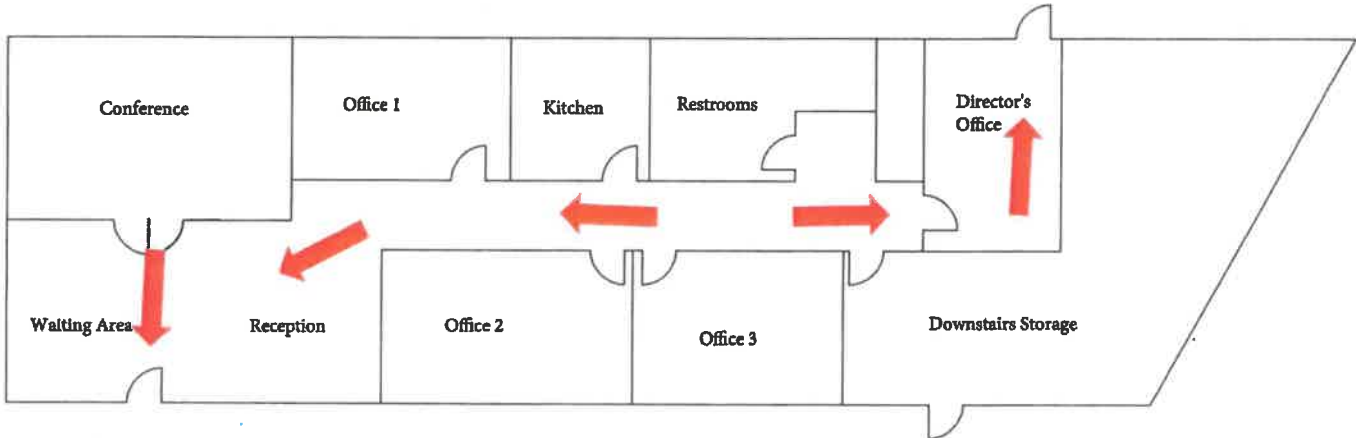 Conference
Office 1
Kitchen
Restrooms
Director's
Office
Waiting Area
Reception
Office 2
Office 3
Downstairs Storage